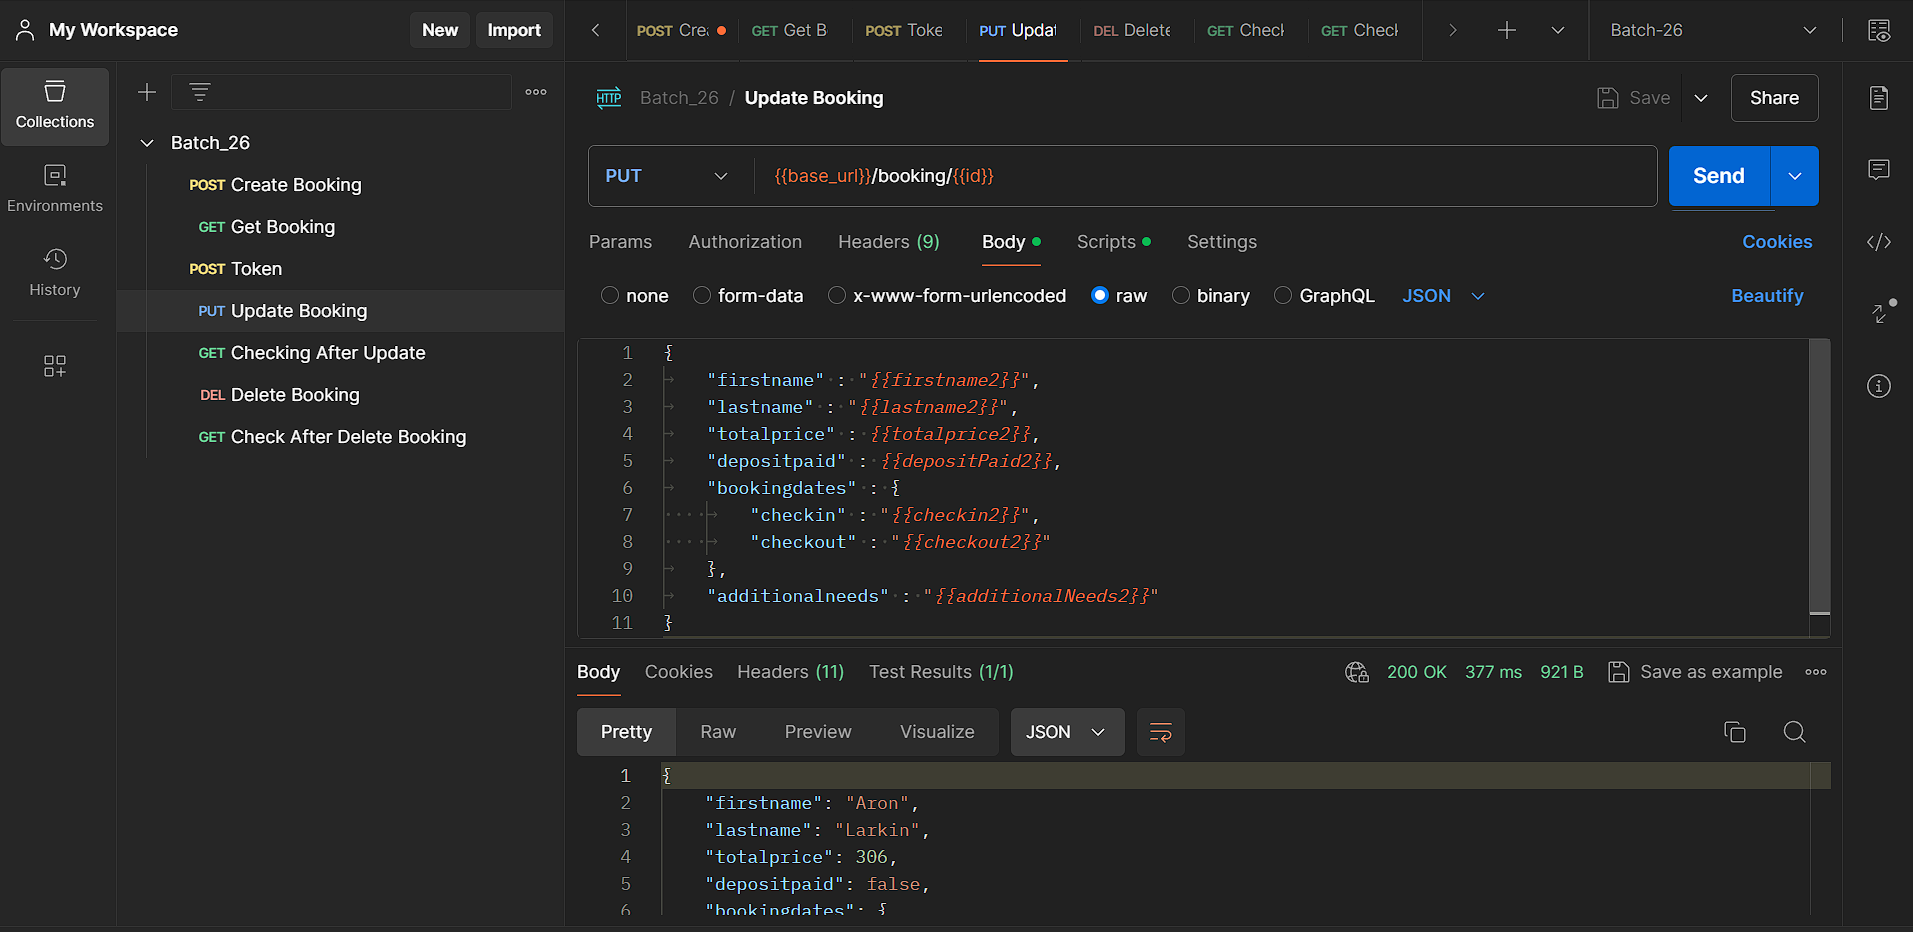 My Workspace
New
Import
POST Crea
GET Get B
POST Toke
PUT Updat
DEL Delete
GET Check
GET Check
Batch-26
Collections
Environments
History
Batch_26
POST Create Booking
GET Get Booking
POST Token
PUT Update Booking
GET Checking After Update
DEL Delete Booking
GET Check After Delete Booking
HTTP Batch_26 / Update Booking
Save
Share
PUT
{{base_url}}/booking/{{id}}
Send
Params Authorization Headers (9) Body Scripts Settings Cookies
none form-data x-www-form-urlencoded raw binary GraphQL JSON Beautify
1 {
2 "firstname" : "{{firstname2}}",
3 "lastname" : "{{lastname2}}",
4 "totalprice" : {{totalprice2}},
5 "depositpaid" : {{depositPaid2}},
6 "bookingdates" : {
7 "checkin" : "{{checkin2}}",
8 "checkout" : "{{checkout2}}"
9 },
10 "additionalneeds" : "{{additionalNeeds2}}"
11 }
Body Cookies Headers (11) Test Results (1/1) 200 OK 377 ms 921 B Save as example
Pretty Raw Preview Visualize JSON
1 {
2 "firstname": "Aron",
3 "lastname": "Larkin",
4 "totalprice": 306,
5 "depositpaid": false,
6 "bookingdates": {